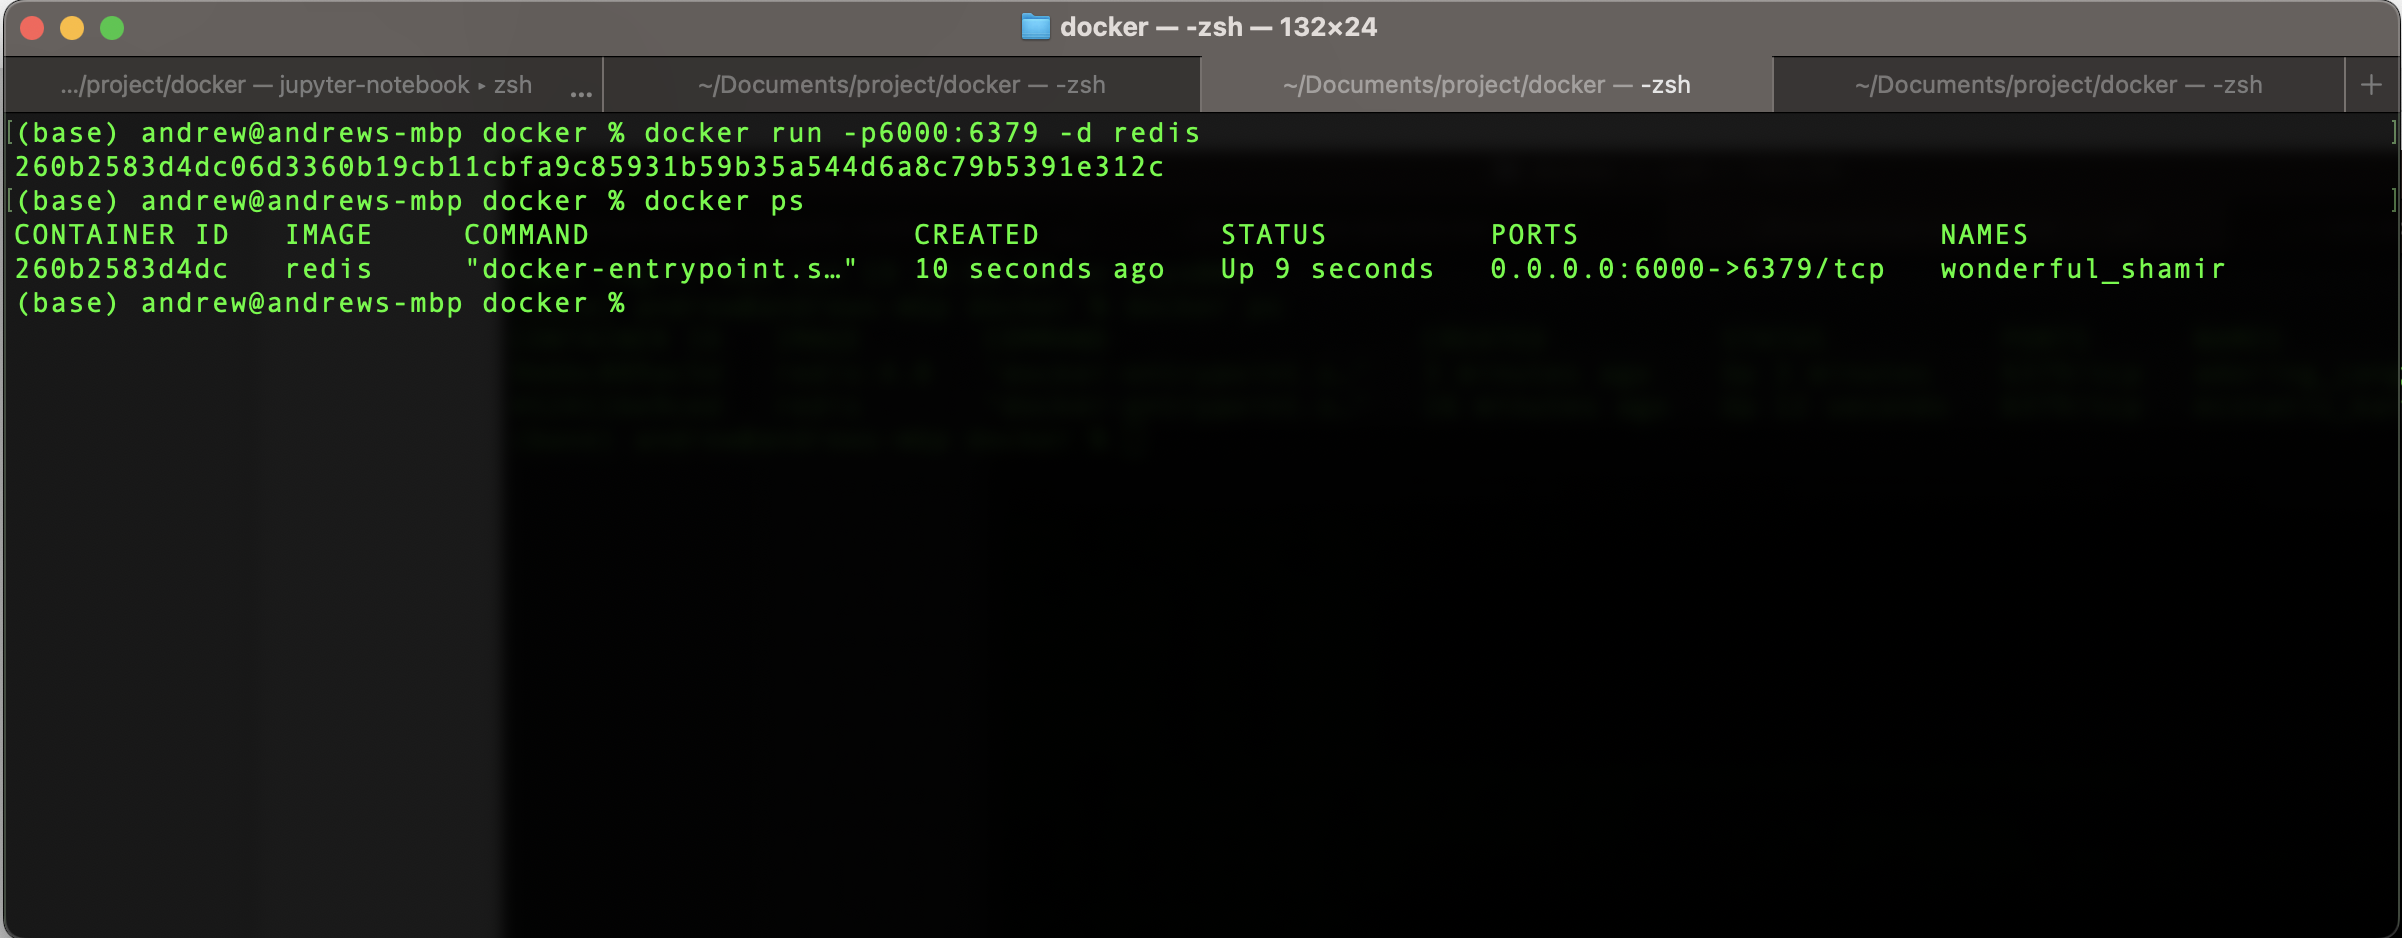 docker — -zsh — 132×24
.../project/docker — jupyter-notebook ▸ zsh ... ~/Documents/project/docker — -zsh ~/Documents/project/docker — -zsh ~/Documents/project/docker — -zsh +
[(base) andrew@andrews-mbp docker % docker run -p6000:6379 -d redis ]
260b2583d4dc06d3360b19cb11cbfa9c85931b59b35a544d6a8c79b5391e312c
[(base) andrew@andrews-mbp docker % docker ps ]
CONTAINER ID IMAGE COMMAND CREATED STATUS PORTS NAMES
260b2583d4dc redis "docker-entrypoint.s…" 10 seconds ago Up 9 seconds 0.0.0.0:6000->6379/tcp wonderful_shamir
(base) andrew@andrews-mbp docker %